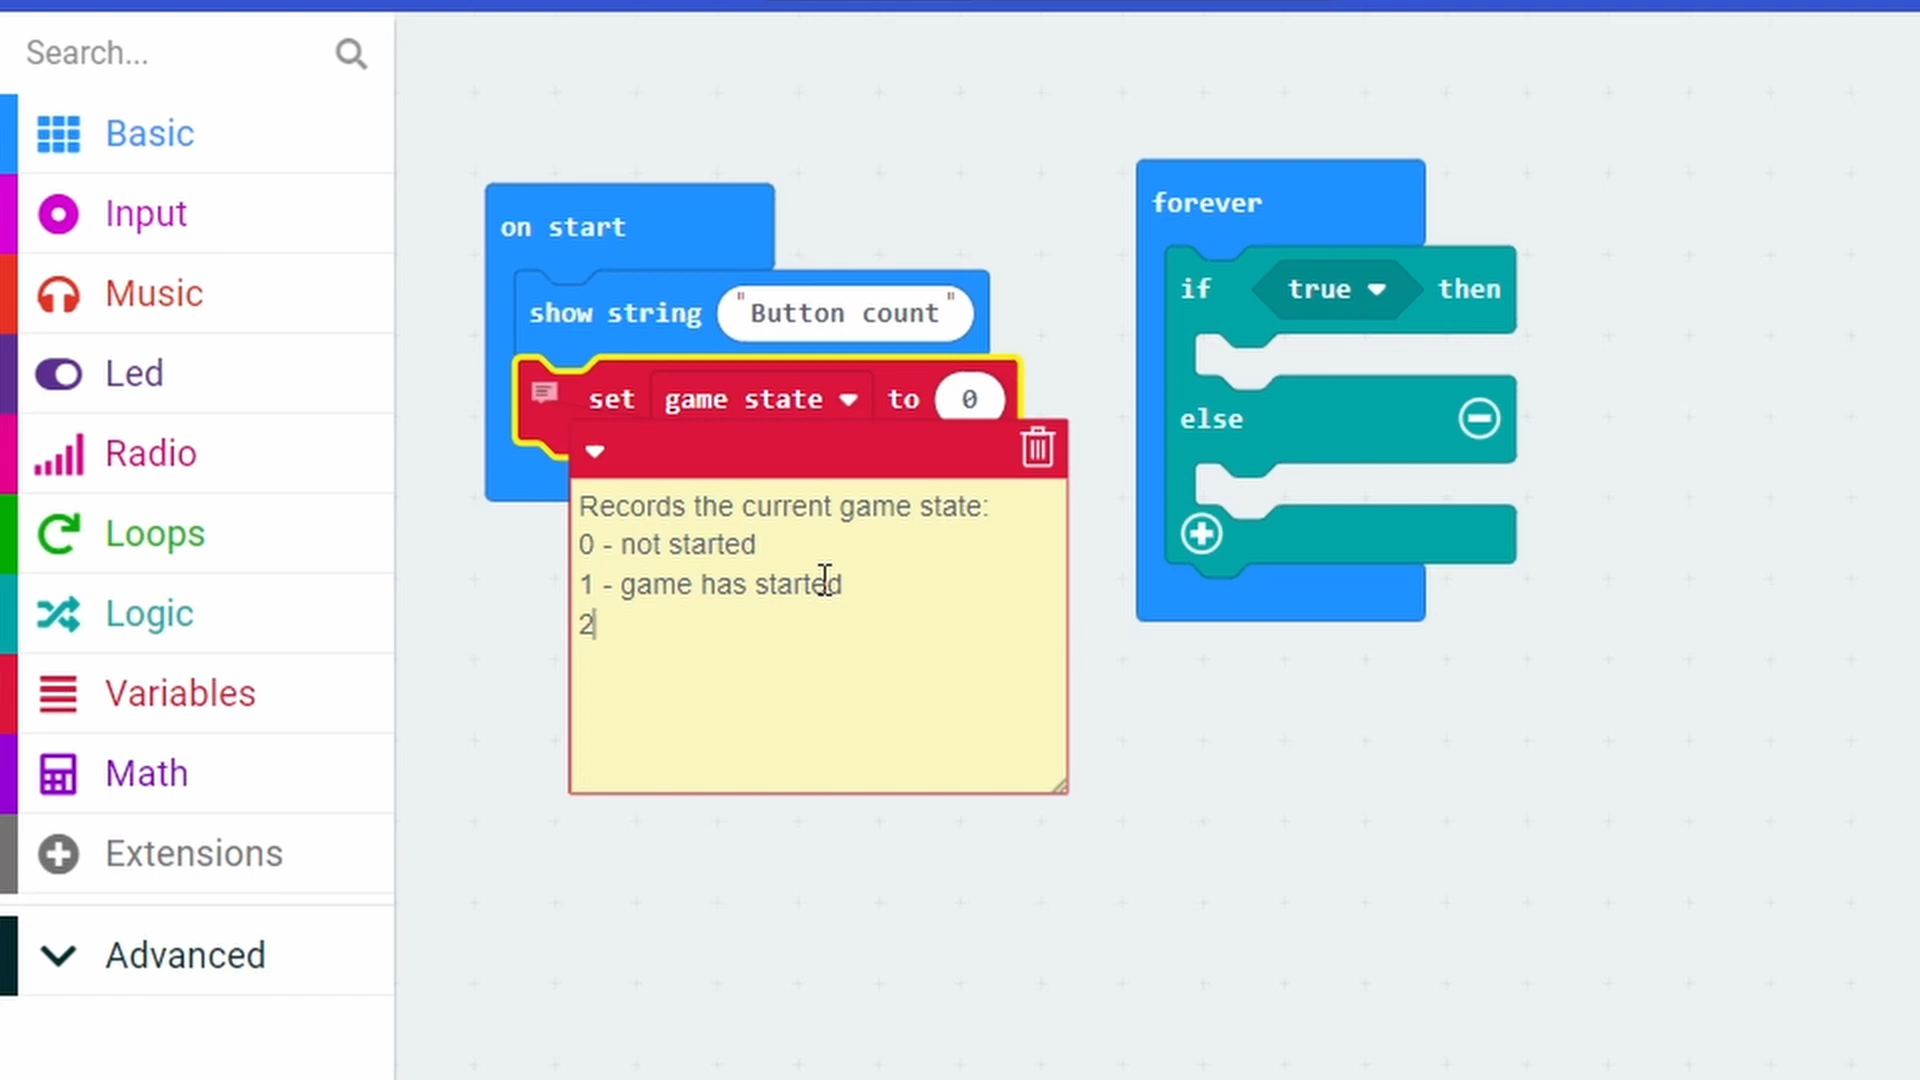 Search...
Basic
Input
Music
Led
Radio
Loops
Logic
Variables
Math
Extensions
Advanced
on start
show string "Button count"
set game state to 0
Records the current game state:
0 - not started
1 - game has started
2
forever
if true then
else